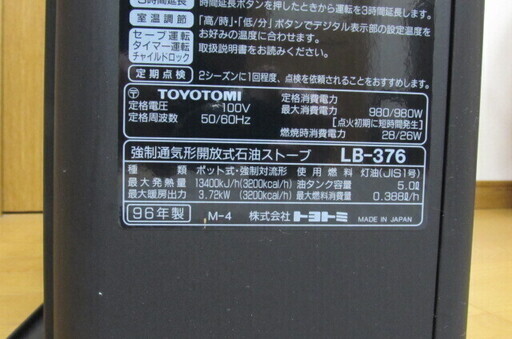 3時間延長 時間延長ボタンを押したときから運転を3時間延長します。
室温調節 「高/時」・「低/分」ボタンでデジタル表示部の設定温度を
お好みの温度に合わせてください。
セーブ運転
タイマー運転
チャイルドロック
取扱説明書をお読みください。
定期点検 2シーズンに1回程度、点検を依頼されることをおすすめ
TOYOTOMI
定格電圧 100V
定格周波数 50/60Hz
定格消費電力
最大消費電力 980/980W
[点火初期に短時間発生]
燃焼時消費電力 28/26W
強制通気形開放式石油ストーブ LB-376
種類 ポット式・強制対流形 使用燃料 灯油(JIS1号)
最大発熱量 13400kJ/h(3200kcal/h) 油タンク容量 5.0ℓ
最大暖房出力 3.72kW (3200kcal/h) 最大燃料消費量 0.388ℓ/h
96年製 M-4 株式会社トヨトミ MADE IN JAPAN